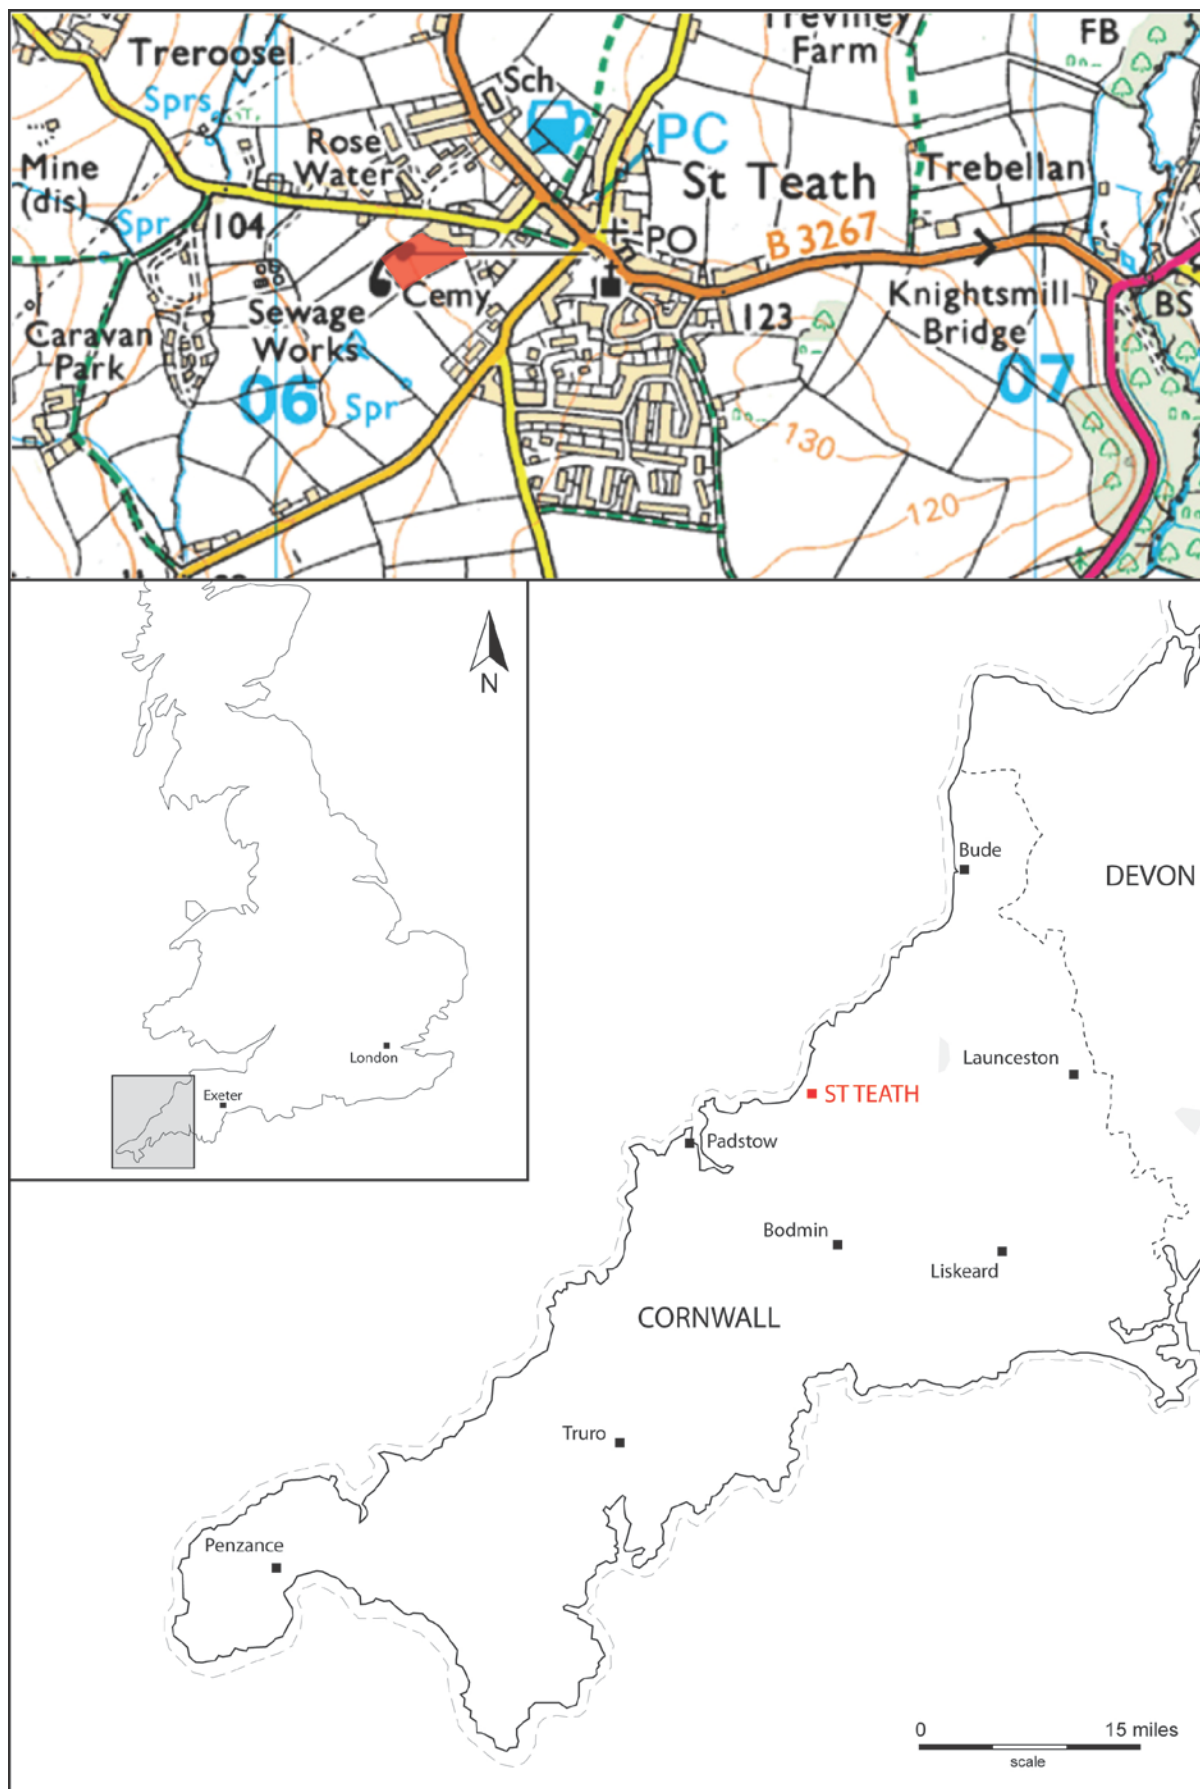 Trevilley
Farm
FB
Treroosel
Sch
Sprs
Rose
Water
PC
Mine
(dis)
St Teath
Trebellan
Spr
104
PO
B 3267
Cemy
Sewage
Works
Knightsmill
Bridge
BS
123
Caravan
Park
06
Spr
07
130
120
N
London
Exeter
Bude
DEVON
Launceston
ST TEATH
Padstow
Bodmin
Liskeard
CORNWALL
Truro
Penzance
0 15 miles
scale